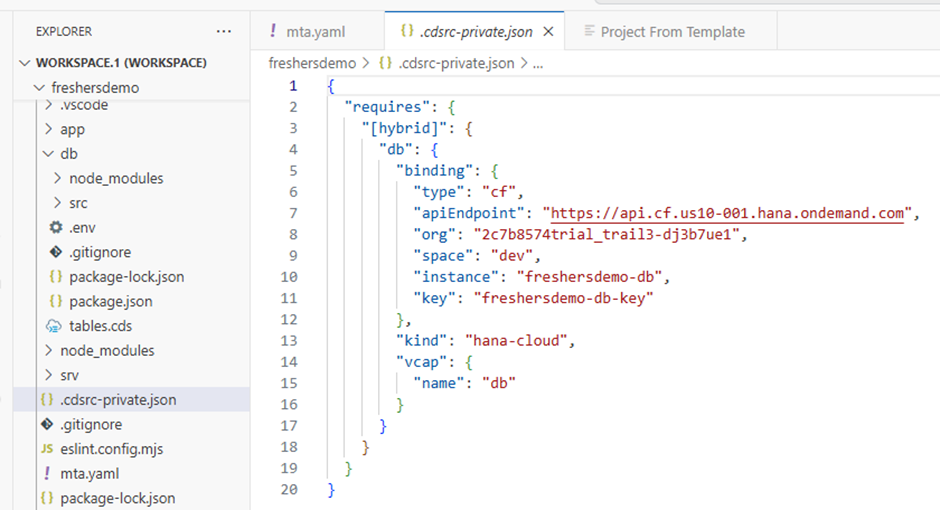 EXPLORER
...
WORKSPACE.1 (WORKSPACE)
freshersdemo
.vscode
app
db
node_modules
src
.env
.gitignore
package-lock.json
package.json
tables.cds
node_modules
srv
.cdsrc-private.json
.gitignore
JS eslint.config.mjs
! mta.yaml
package-lock.json
! mta.yaml
{} .cdsrc-private.json ×
Project From Template
freshersdemo > {} .cdsrc-private.json > ...
1 {
2 "requires": {
3 "[hybrid]": {
4 "db": {
5 "binding": {
6 "type": "cf",
7 "apiEndpoint": "https://api.cf.us10-001.hana.ondemand.com",
8 "org": "2c7b8574trial_trail3-dj3b7ue1",
9 "space": "dev",
10 "instance": "freshersdemo-db",
11 "key": "freshersdemo-db-key"
12 },
13 "kind": "hana-cloud",
14 "vcap": {
15 "name": "db"
16 }
17 }
18 }
19 }
20 }